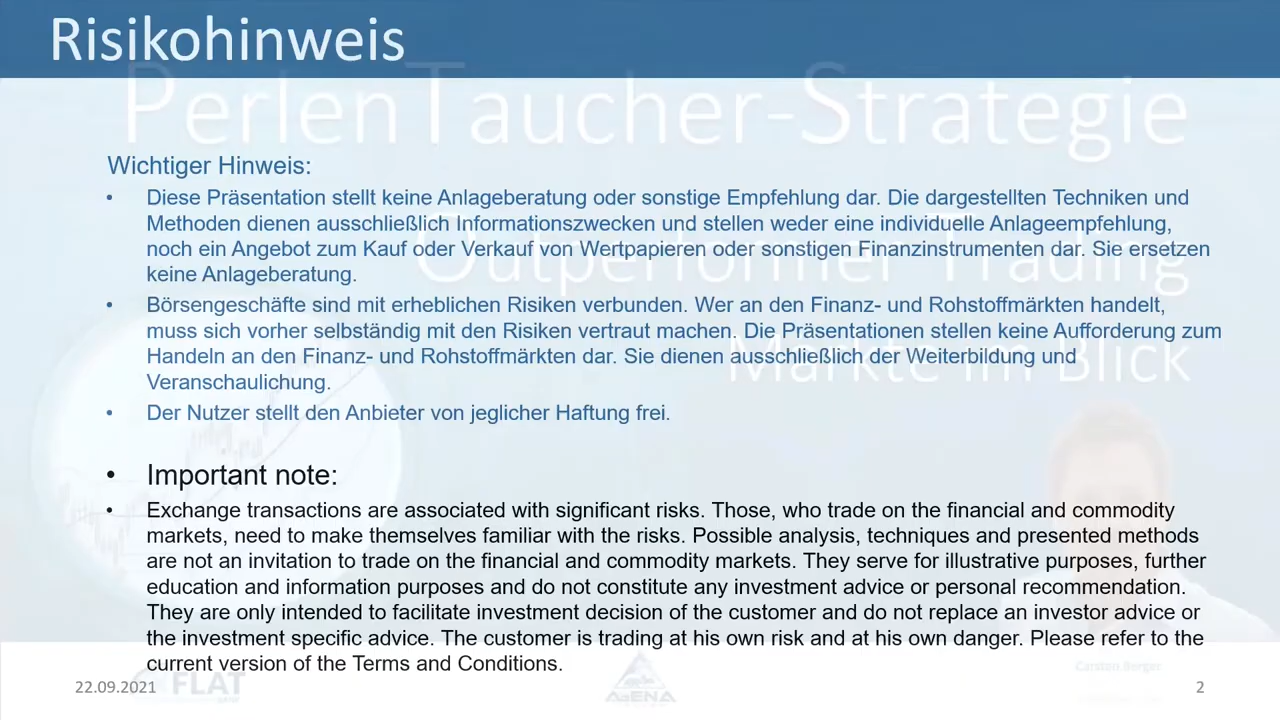 Risikohinweis
PerlenTaucher-Strategie
Wichtiger Hinweis:
• Diese Präsentation stellt keine Anlageberatung oder sonstige Empfehlung dar. Die dargestellten Techniken und
Methoden dienen ausschließlich Informationszwecken und stellen weder eine individuelle Anlageempfehlung,
noch ein Angebot zum Kauf oder Verkauf von Wertpapieren oder sonstigen Finanzinstrumenten dar. Sie ersetzen
keine Anlageberatung.
Outperformer Trading
• Börsengeschäfte sind mit erheblichen Risiken verbunden. Wer an den Finanz- und Rohstoffmärkten handelt,
muss sich vorher selbständig mit den Risiken vertraut machen. Die Präsentationen stellen keine Aufforderung zum
Handeln an den Finanz- und Rohstoffmärkten dar. Sie dienen ausschließlich der Weiterbildung und
Veranschaulichung.
Märkte im Blick
• Der Nutzer stellt den Anbieter von jeglicher Haftung frei.
• Important note:
• Exchange transactions are associated with significant risks. Those, who trade on the financial and commodity
markets, need to make themselves familiar with the risks. Possible analysis, techniques and presented methods
are not an invitation to trade on the financial and commodity markets. They serve for illustrative purposes, further
education and information purposes and do not constitute any investment advice or personal recommendation.
They are only intended to facilitate investment decision of the customer and do not replace an investor advice or
the investment specific advice. The customer is trading at his own risk and at his own danger. Please refer to the
current version of the Terms and Conditions.
Carsten Berger
22.09.2021
FLAT
2